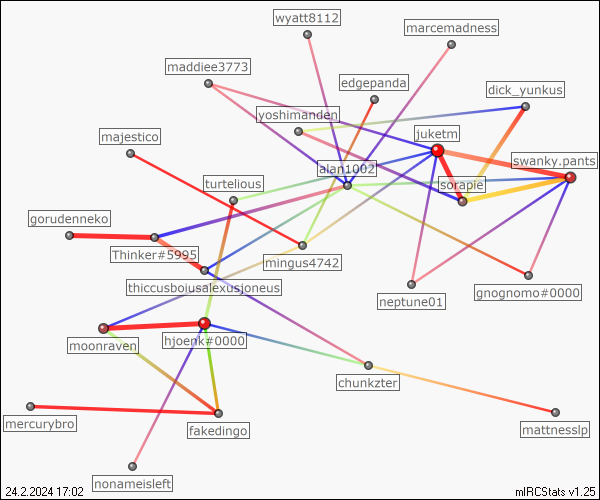 wyatt8112
marcemadness
maddiee3773
edgepanda
dick_yunkus
yoshimanden
majestico
juketm
swanky.pants
alan1002
turtelious
sorapie
gorudenneko
Thinker#5995
mingus4742
thiccusboiusalexusjoneus
gnognomo#0000
neptune01
moonraven
hjoenk#0000
chunkzter
mercurybro
fakedingo
mattnesslp
nonameisleft
24.2.2024 17:02
mIRCStats v1.25